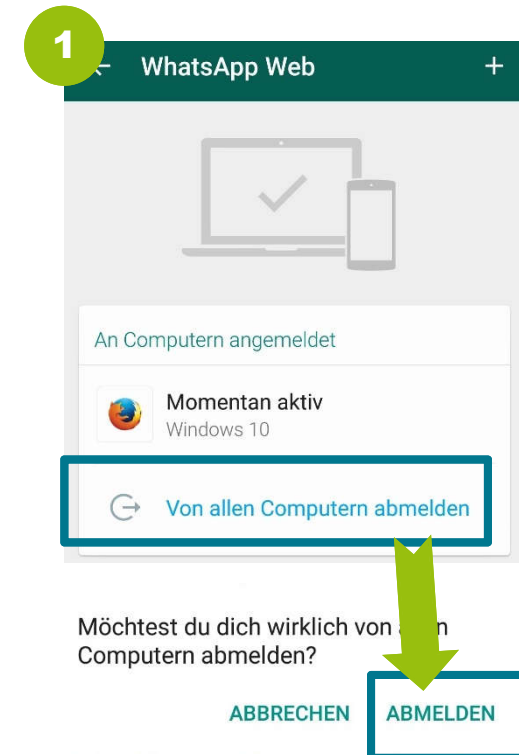 1
WhatsApp Web
+
An Computern angemeldet
Momentan aktiv
Windows 10
Von allen Computern abmelden
Möchtest du dich wirklich von
Computern abmelden?
ABBRECHEN ABMELDEN